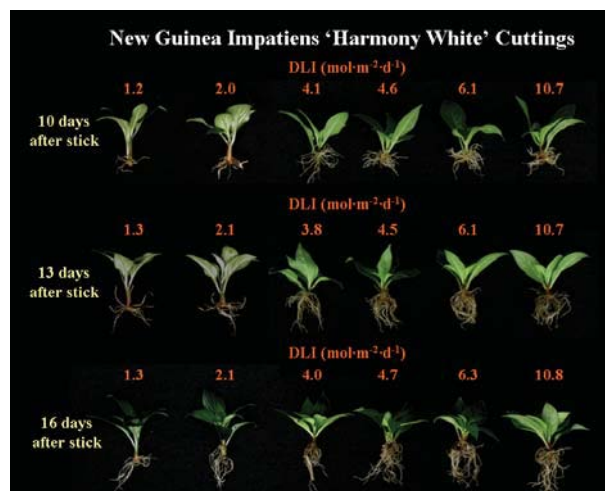 New Guinea Impatiens ‘Harmony White’ Cuttings
DLI (mol·m⁻²·d⁻¹)
1.2 2.0 4.1 4.6 6.1 10.7
10 days
after stick
DLI (mol·m⁻²·d⁻¹)
1.3 2.1 3.8 4.5 6.1 10.7
13 days
after stick
DLI (mol·m⁻²·d⁻¹)
1.3 2.1 4.0 4.7 6.3 10.8
16 days
after stick